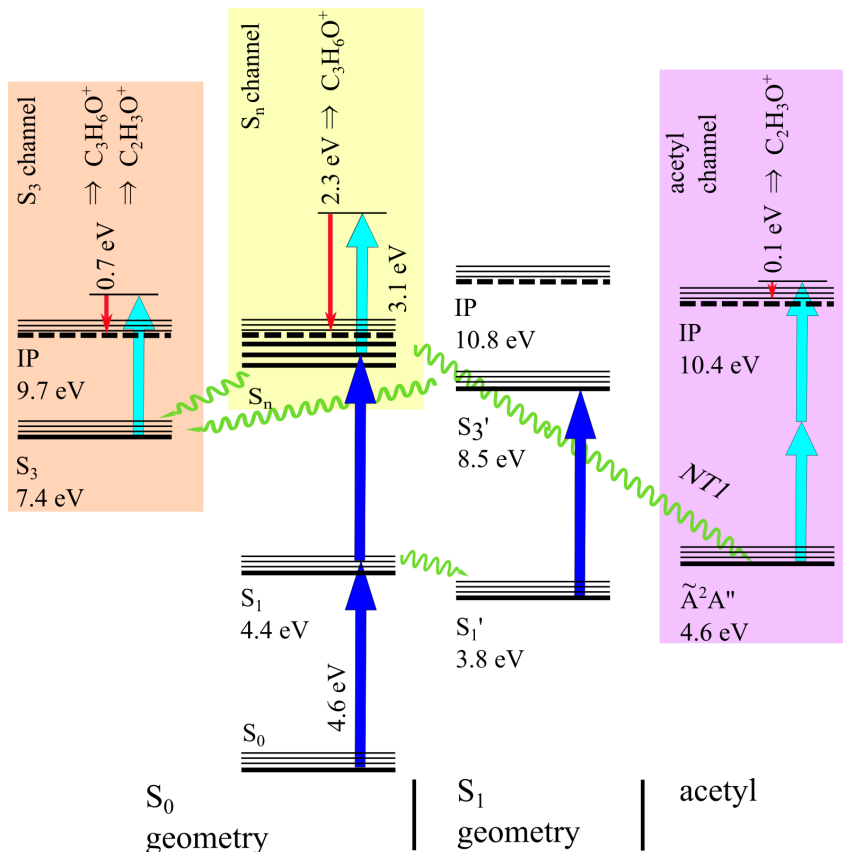 S₃ channel
⇒ C₃H₆O⁺
⇒ C₂H₃O⁺
0.7 eV
IP
9.7 eV
S₃
7.4 eV
Sₙ channel
2.3 eV ⇒ C₃H₆O⁺
3.1 eV
Sₙ
S₁
4.4 eV
4.6 eV
S₀
IP
10.8 eV
S₃'
8.5 eV
S₁'
3.8 eV
NT1
acetyl
channel
0.1 eV ⇒ C₂H₃O⁺
IP
10.4 eV
Ã²A"
4.6 eV
S₀
geometry
S₁
geometry
acetyl